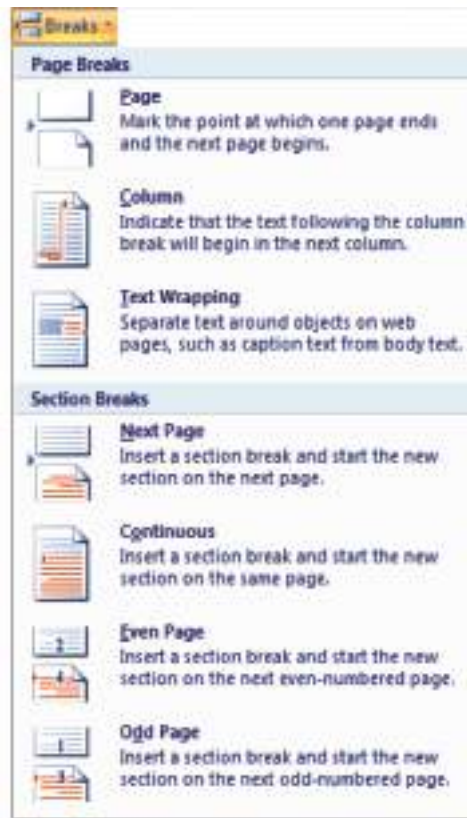 Breaks
Page Breaks
Page
Mark the point at which one page ends
and the next page begins.
Column
Indicate that the text following the column
break will begin in the next column.
Text Wrapping
Separate text around objects on web
pages, such as caption text from body text.
Section Breaks
Next Page
Insert a section break and start the new
section on the next page.
Continuous
Insert a section break and start the new
section on the same page.
2
4
Even Page
Insert a section break and start the new
section on the next even-numbered page.
1
3
Odd Page
Insert a section break and start the new
section on the next odd-numbered page.